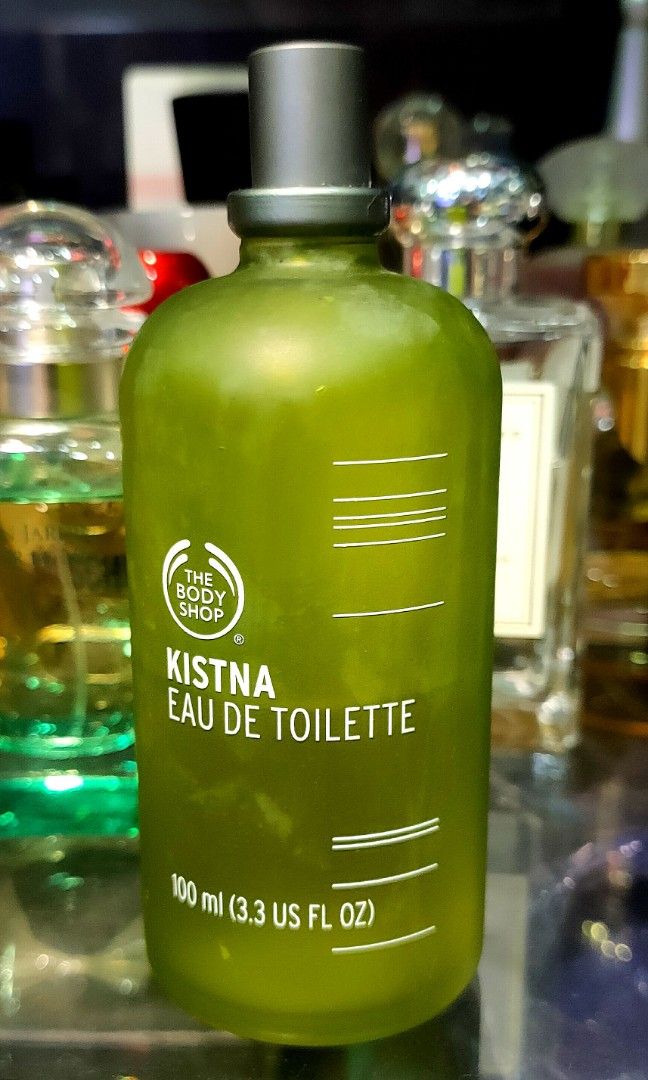 THE
BODY
SHOP
®
KISTNA
EAU DE TOILETTE
100 ml (3.3 US FL OZ)